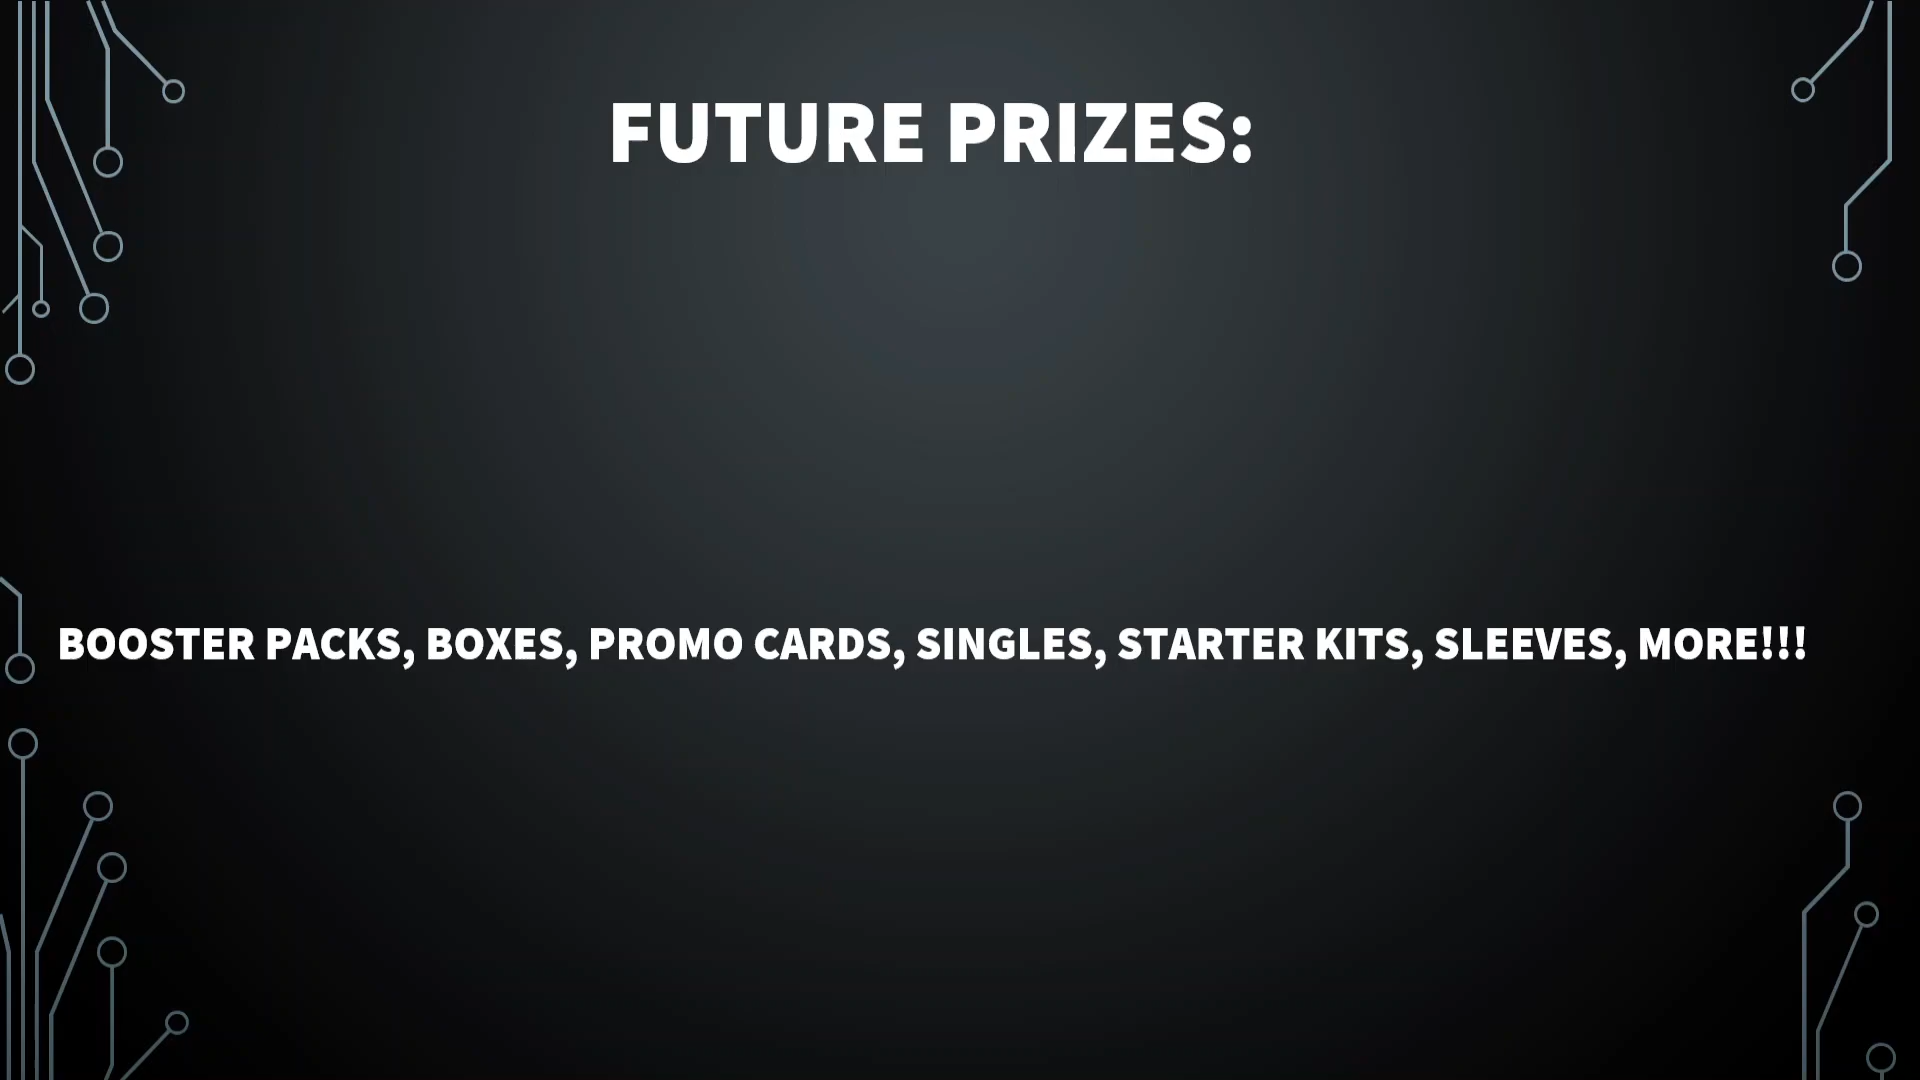 FUTURE PRIZES:
BOOSTER PACKS, BOXES, PROMO CARDS, SINGLES, STARTER KITS, SLEEVES, MORE!!!